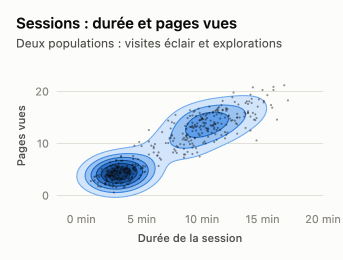 Sessions : durée et pages vues
Deux populations : visites éclair et explorations
Pages vues
20
10
0
0 min 5 min 10 min 15 min 20 min
Durée de la session